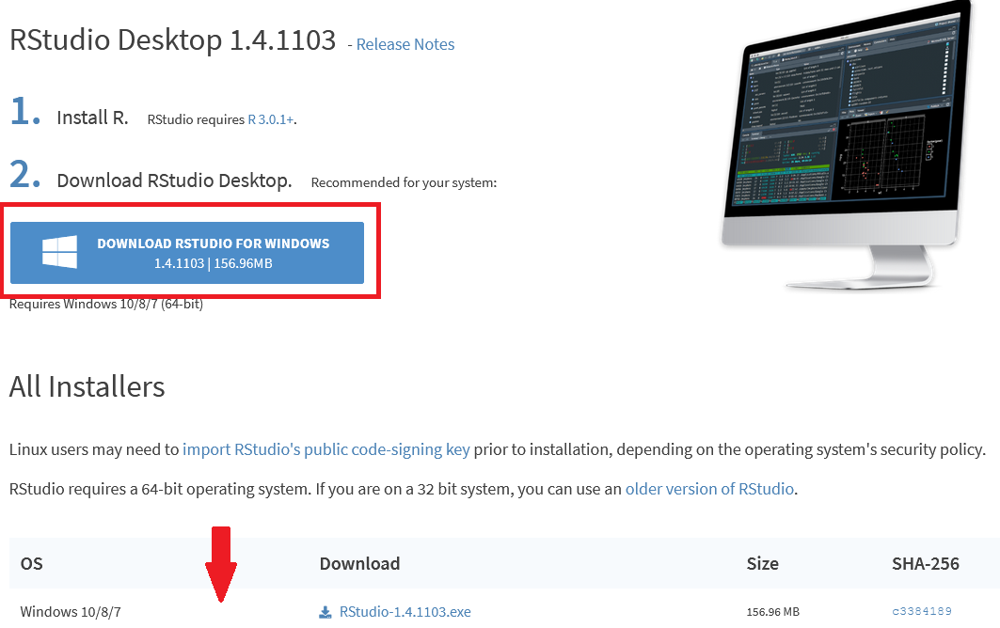 RStudio Desktop 1.4.1103 - Release Notes
1. Install R. RStudio requires R 3.0.1+.
2. Download RStudio Desktop. Recommended for your system:
DOWNLOAD RSTUDIO FOR WINDOWS
1.4.1103 | 156.96MB
Requires Windows 10/8/7 (64-bit)
All Installers
Linux users may need to import RStudio's public code-signing key prior to installation, depending on the operating system's security policy.
RStudio requires a 64-bit operating system. If you are on a 32 bit system, you can use an older version of RStudio.
OS Download Size SHA-256
Windows 10/8/7 RStudio-1.4.1103.exe 156.96 MB c3384189